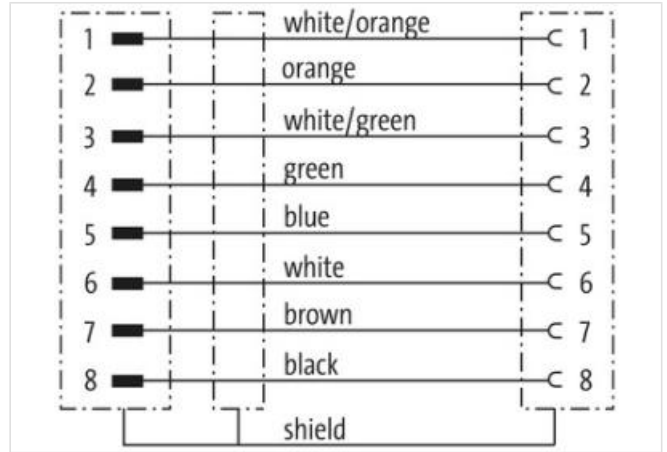 1 white/orange 1
2 orange 2
3 white/green 3
4 green 4
5 blue 5
6 white 6
7 brown 7
8 black 8
shield